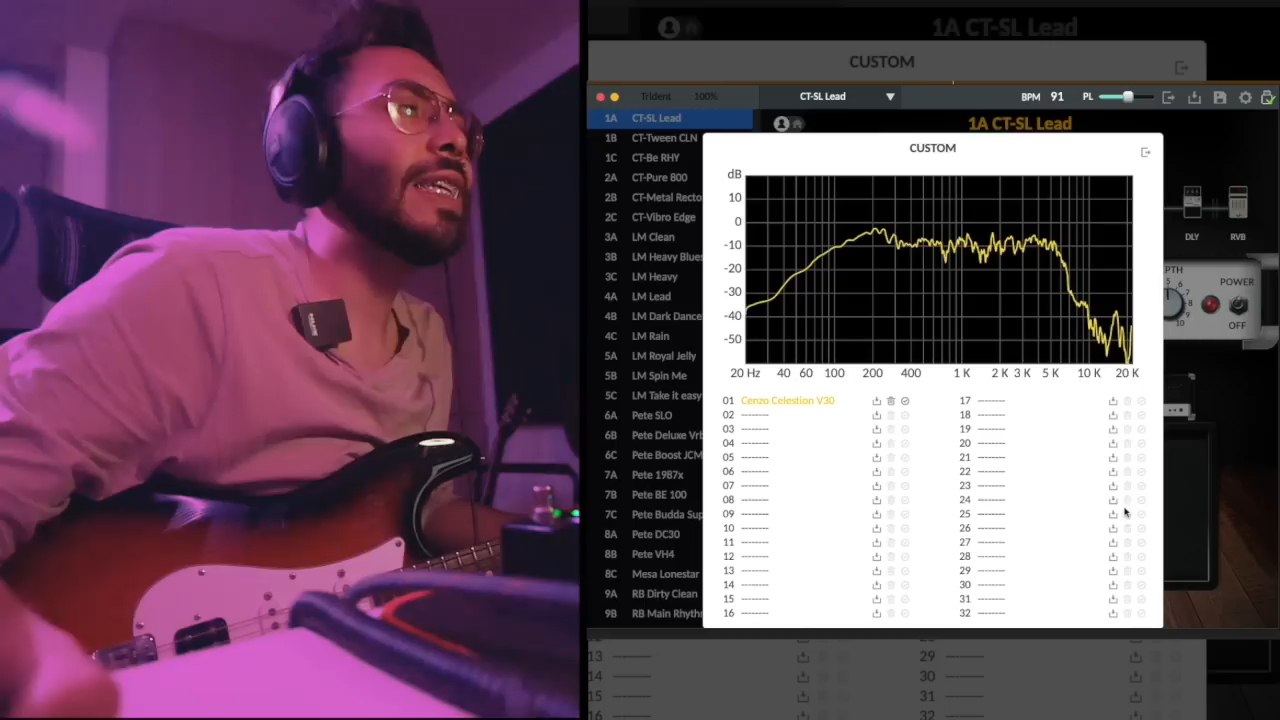 1A CT-SL Lead
CUSTOM
Trident 100% CT-SL Lead BPM 91 PL
1A CT-SL Lead
1A CT-SL Lead
1B CT-Tween CLN
1C CT-Be RHY
2A CT-Pure 800
2B CT-Metal Recto
2C CT-Vibro Edge
3A LM Clean
3B LM Heavy Blues
3C LM Heavy
4A LM Lead
4B LM Dark Dance
4C LM Rain
5A LM Royal Jelly
5B LM Spin Me
5C LM Take it easy
6A Pete SLO
6B Pete Deluxe Vrb
6C Pete Boost JCM
7A Pete 1987x
7B Pete BE 100
7C Pete Budda Sup
8A Pete DC30
8B Pete VH4
8C Mesa Lonestar
9A RB Dirty Clean
9B RB Main Rhythm
CUSTOM
dB
10
0
-10
-20
-30
-40
-50
20 Hz 40 60 100 200 400 1 K 2 K 3 K 5 K 10 K 20 K
01 Cenzo Celestion V30 17 --------
02 -------- 18 --------
03 -------- 19 --------
04 -------- 20 --------
05 -------- 21 --------
06 -------- 22 --------
07 -------- 23 --------
08 -------- 24 --------
09 -------- 25 --------
10 -------- 26 --------
11 -------- 27 --------
12 -------- 28 --------
13 -------- 29 --------
14 -------- 30 --------
15 -------- 31 --------
16 -------- 32 --------
DLY RVB
PTH
5 6 7 8 9 10
POWER
OFF
13 29
14 30
15 31
16 32